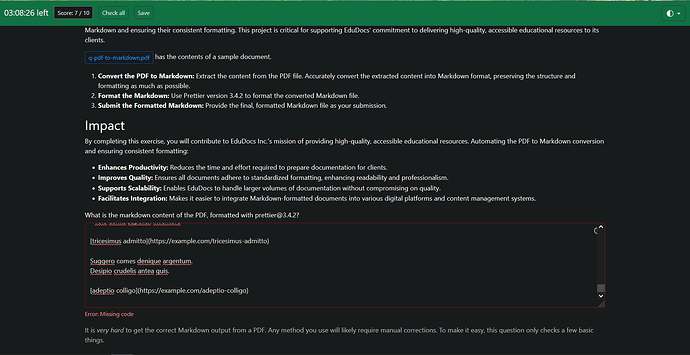 03:08:26 left Score: 7 / 10 Check all Save
Markdown and ensuring their consistent formatting. This project is critical for supporting EduDocs' commitment to delivering high-quality, accessible educational resources to its
clients.
q-pdf-to-markdown.pdf has the contents of a sample document.
1. Convert the PDF to Markdown: Extract the content from the PDF file. Accurately convert the extracted content into Markdown format, preserving the structure and
formatting as much as possible.
2. Format the Markdown: Use Prettier version 3.4.2 to format the converted Markdown file.
3. Submit the Formatted Markdown: Provide the final, formatted Markdown file as your submission.
Impact
By completing this exercise, you will contribute to EduDocs Inc.'s mission of providing high-quality, accessible educational resources. Automating the PDF to Markdown conversion
and ensuring consistent formatting:
• Enhances Productivity: Reduces the time and effort required to prepare documentation for clients.
• Improves Quality: Ensures all documents adhere to standardized formatting, enhancing readability and professionalism.
• Supports Scalability: Enables EduDocs to handle larger volumes of documentation without compromising on quality.
• Facilitates Integration: Makes it easier to integrate Markdown-formatted documents into various digital platforms and content management systems.
What is the markdown content of the PDF, formatted with prettier@3.4.2?
[tricesimus admitto](https://example.com/tricesimus-admitto)
Suggero comes denique argentum.
Desipio crudelis antea quis.
[adeptio colligo](https://example.com/adeptio-colligo)
Error: Missing code
It is very hard to get the correct Markdown output from a PDF. Any method you use will likely require manual corrections. To make it easy, this question only checks a few basic
things.